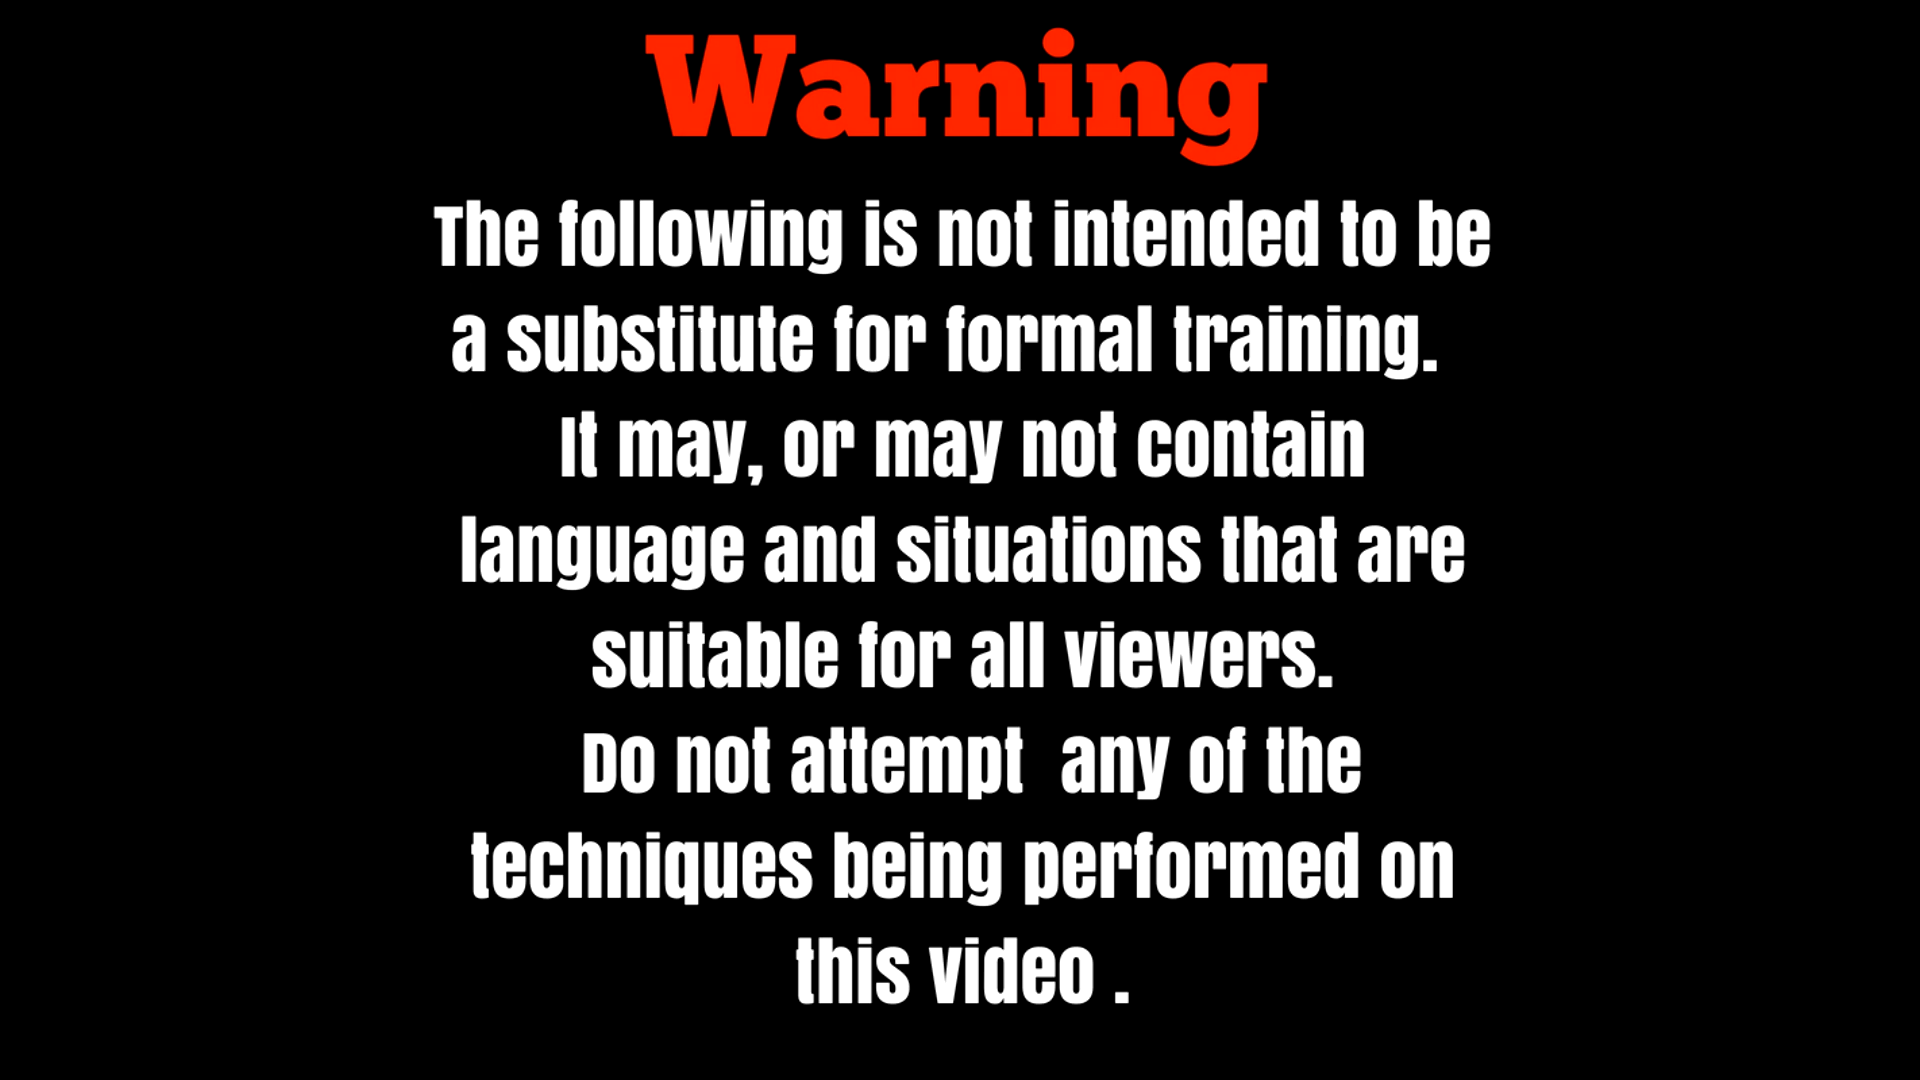 Warning
The following is not intended to be
a substitute for formal training.
It may, or may not contain
language and situations that are
suitable for all viewers.
Do not attempt  any of the
techniques being performed on
this video .